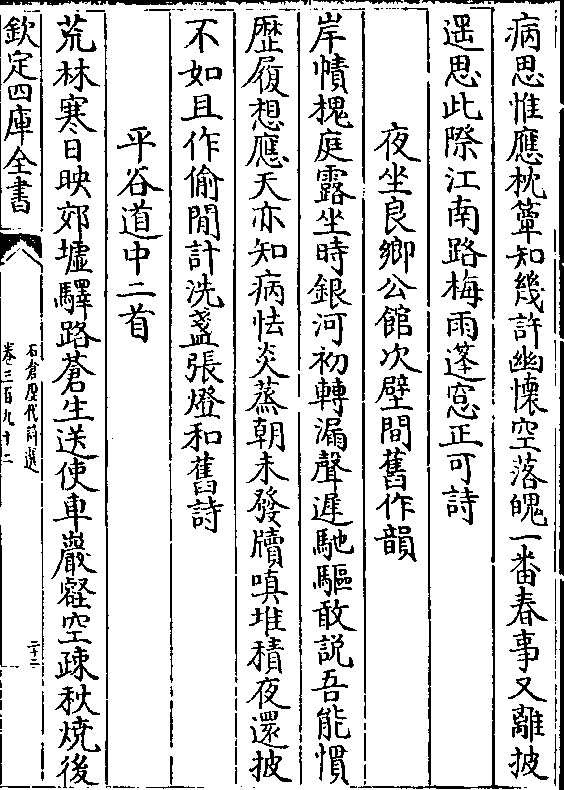 病思惟應枕簟知幾許幽懷空落魄一番春事又離披
遥思此際江南路梅雨蓬窓正可詩
夜坐良鄉公館次壁間舊作韻
岸幘槐庭露坐時銀河初轉漏聲遲馳驅敢說吾能慣
歴履想應天亦知病怯炎蒸朝未發牘嗔堆積夜還披
不如且作偷閒計洗盞張燈和舊詩
平谷道中二首
荒林寒日映郊墟驛路蒼生送使車巖壑空疎秋燒後
欽定四庫全書
石倉歴代詩選
卷三百九十二
二十二